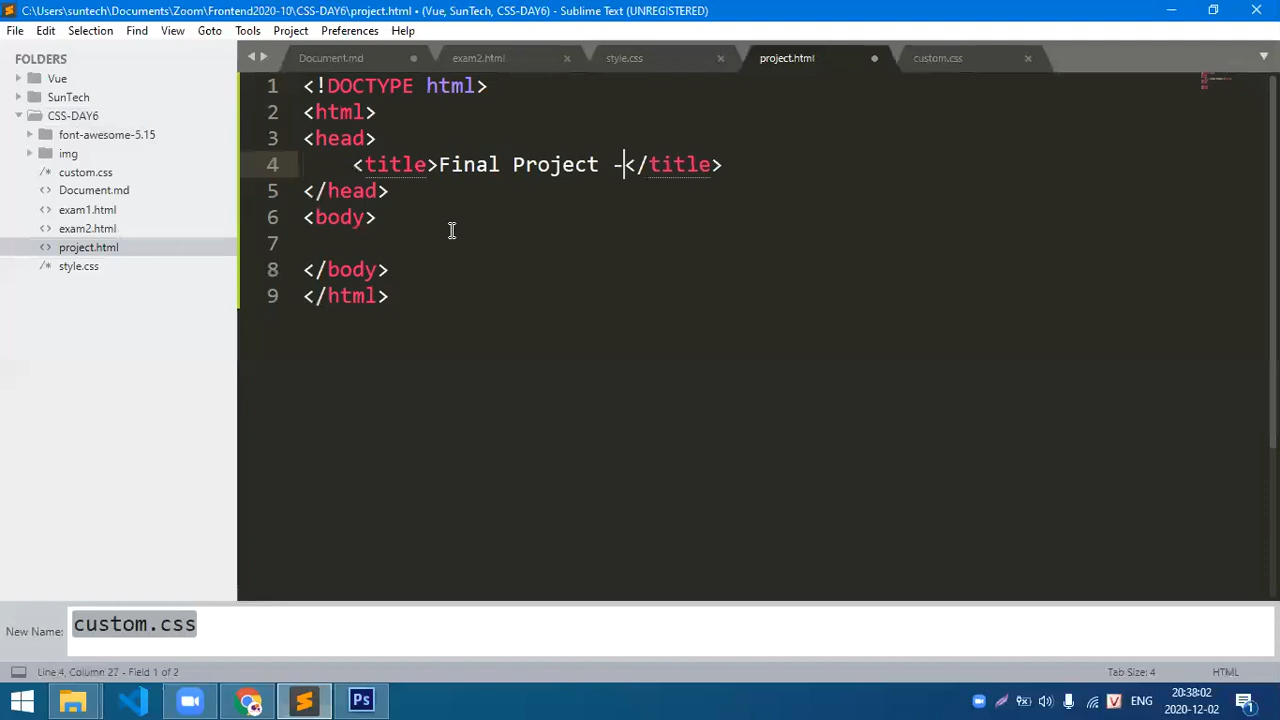 C:\Users\suntech\Documents\Zoom\Frontend2020-10\CSS-DAY6\project.html • (Vue, SunTech, CSS-DAY6) - Sublime Text (UNREGISTERED)
File Edit Selection Find View Goto Tools Project Preferences Help
FOLDERS
Vue
SunTech
CSS-DAY6
font-awesome-5.15
img
custom.css
Document.md
exam1.html
exam2.html
project.html
style.css
Document.md exam2.html style.css project.html custom.css
1 <!DOCTYPE html>
2 <html>
3 <head>
4 <title>Final Project -</title>
5 </head>
6 <body>
7
8 </body>
9 </html>
New Name: custom.css
Line 4, Column 27 - Field 1 of 2 Tab Size: 4 HTML
Ps V ENG 20:38:02
2020-12-02 1